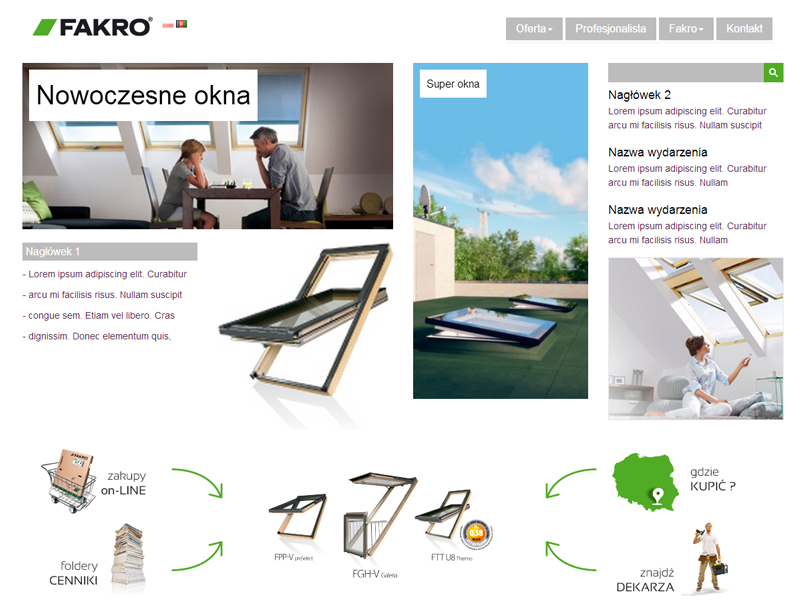 FAKRO®
Oferta
Profesjonalista
Fakro
Kontakt
Nowoczesne okna
Super okna
Nagłówek 2
Lorem ipsum adipiscing elit. Curabitur
arcu mi facilisis risus. Nullam suscipit
Nazwa wydarzenia
Lorem ipsum adipiscing elit. Curabitur
arcu mi facilisis risus. Nullam
Nazwa wydarzenia
Lorem ipsum adipiscing elit. Curabitur
arcu mi facilisis risus. Nullam
Nagłówek 1
- Lorem ipsum adipiscing elit. Curabitur
- arcu mi facilisis risus. Nullam suscipit
- congue sem. Etiam vel libero. Cras
- dignissim. Donec elementum quis,
zakupy
on-LINE
foldery
CENNIKI
FPP-V preSelect
FGH-V Galeria
FTT U8 Thermo
0,58
gdzie
KUPIĆ ?
znajdź
DEKARZA